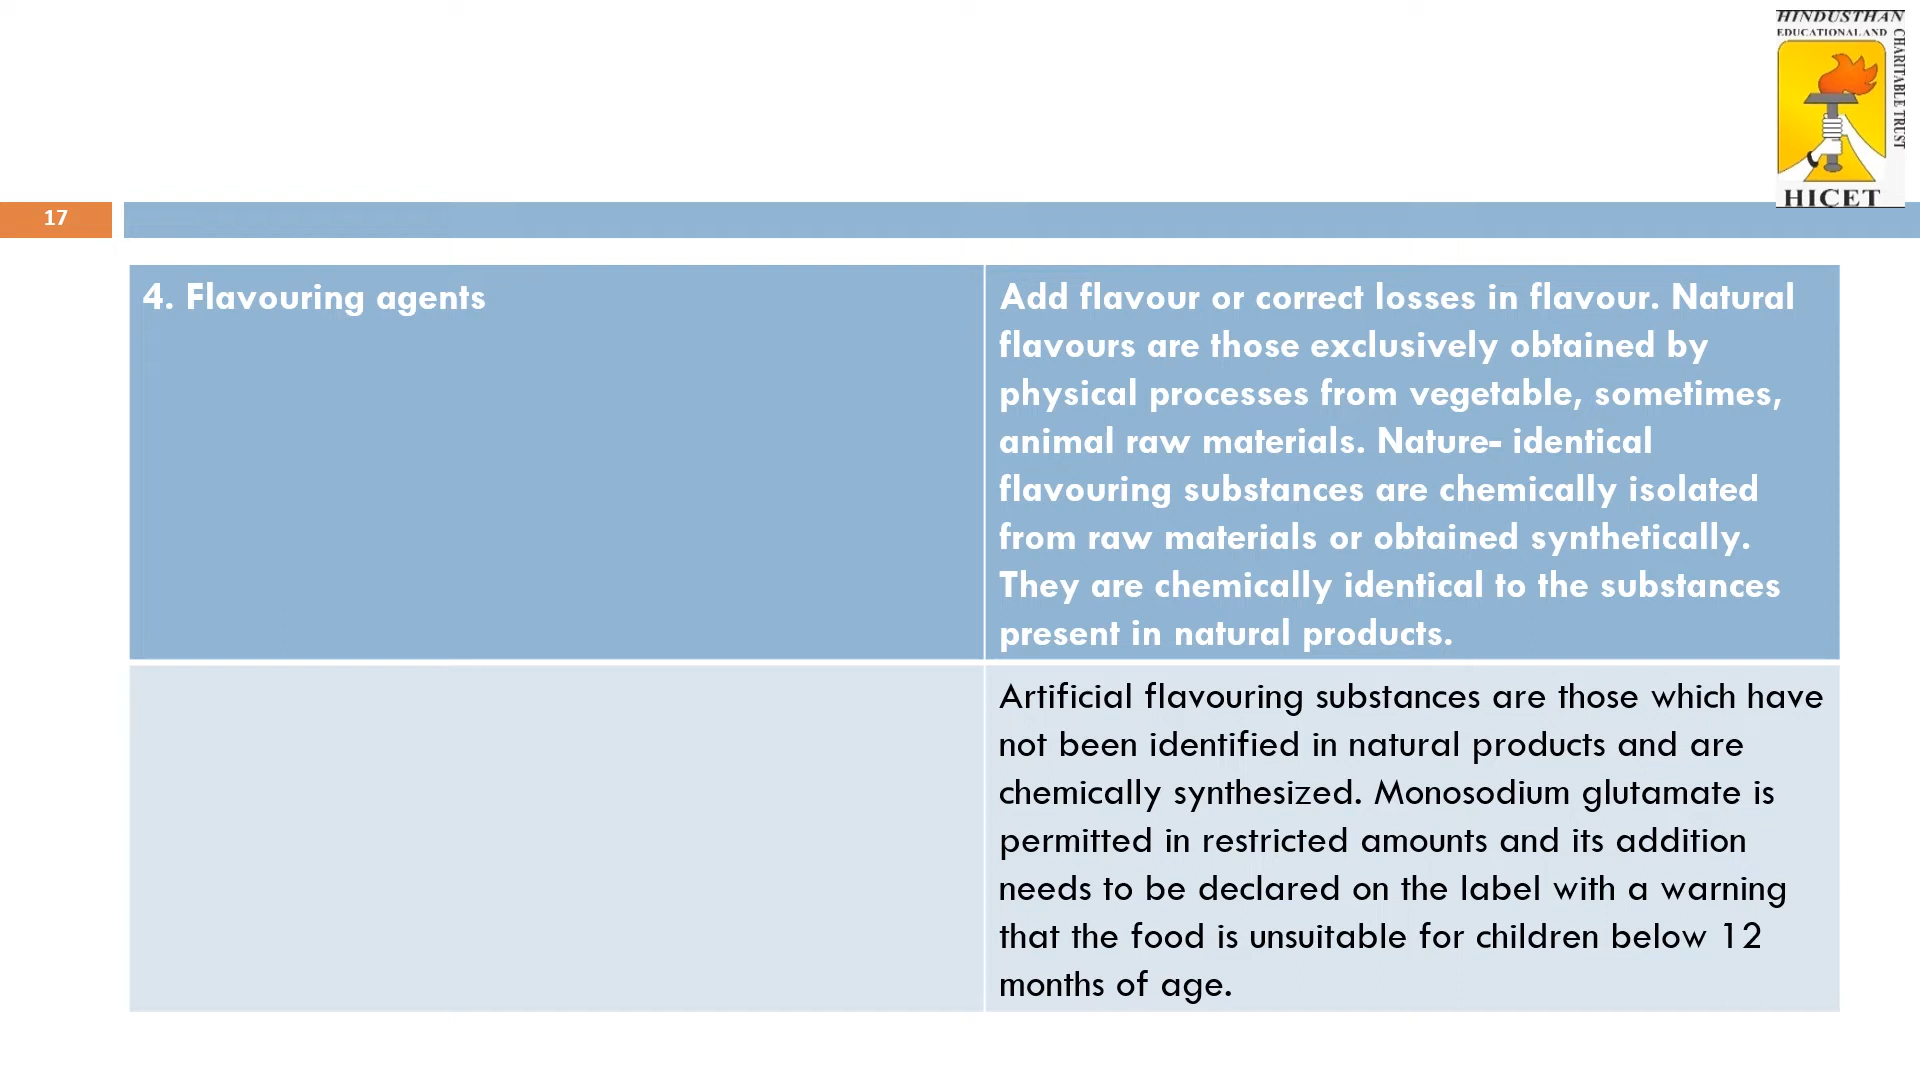 HINDUSTHAN
EDUCATIONAL AND
CHARITABLE TRUST
HICET
17
4. Flavouring agents
Add flavour or correct losses in flavour. Natural
flavours are those exclusively obtained by
physical processes from vegetable, sometimes,
animal raw materials. Nature- identical
flavouring substances are chemically isolated
from raw materials or obtained synthetically.
They are chemically identical to the substances
present in natural products.
Artificial flavouring substances are those which have
not been identified in natural products and are
chemically synthesized. Monosodium glutamate is
permitted in restricted amounts and its addition
needs to be declared on the label with a warning
that the food is unsuitable for children below 12
months of age.